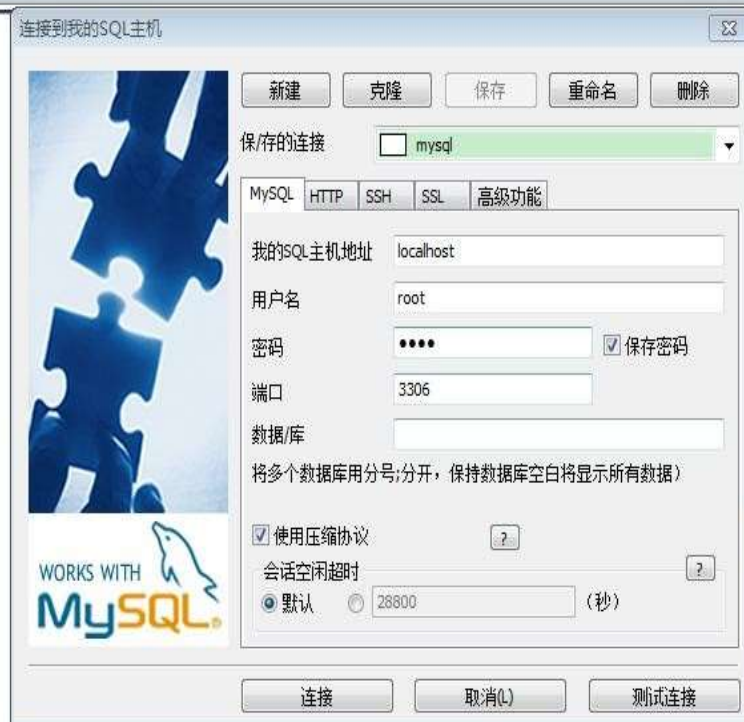 连接到我的SQL主机
新建 克隆 保存 重命名 删除
保/存的连接 mysql
MySQL HTTP SSH SSL 高级功能
我的SQL主机地址 localhost
用户名 root
密码 •••• 保存密码
端口 3306
数据/库
将多个数据库用分号;分开，保持数据库空白将显示所有数据）
使用压缩协议 ?
会话空闲超时 ?
默认 28800 （秒）
WORKS WITH
MySQL®
连接 取消(L) 测试连接